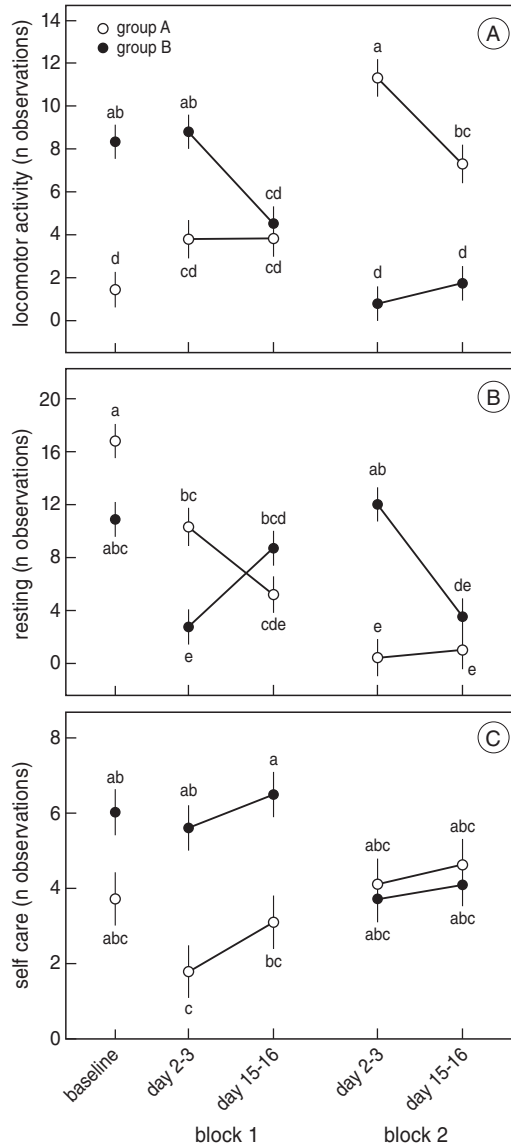 14
12
10
8
6
4
2
0
locomotor activity (n observations)
group A
group B
A
ab
d
ab
cd
cd
cd
a
bc
d
d
20
16
12
8
4
0
resting (n observations)
B
a
abc
bc
e
bcd
cde
ab
e
de
e
8
6
4
2
0
self care (n observations)
C
ab
abc
ab
c
a
bc
abc
abc
abc
abc
baseline
day 2-3
day 15-16
day 2-3
day 15-16
block 1
block 2